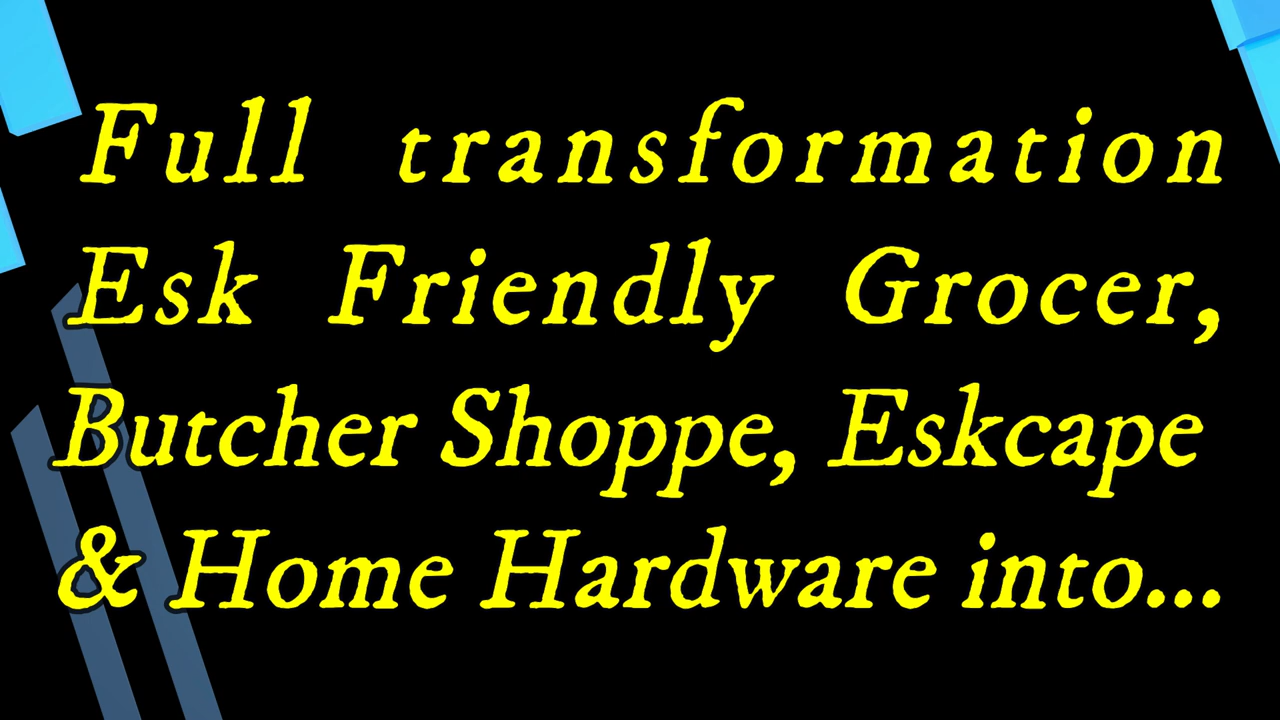 Full transformation
Esk Friendly Grocer,
Butcher Shoppe, Eskcape
& Home Hardware into...